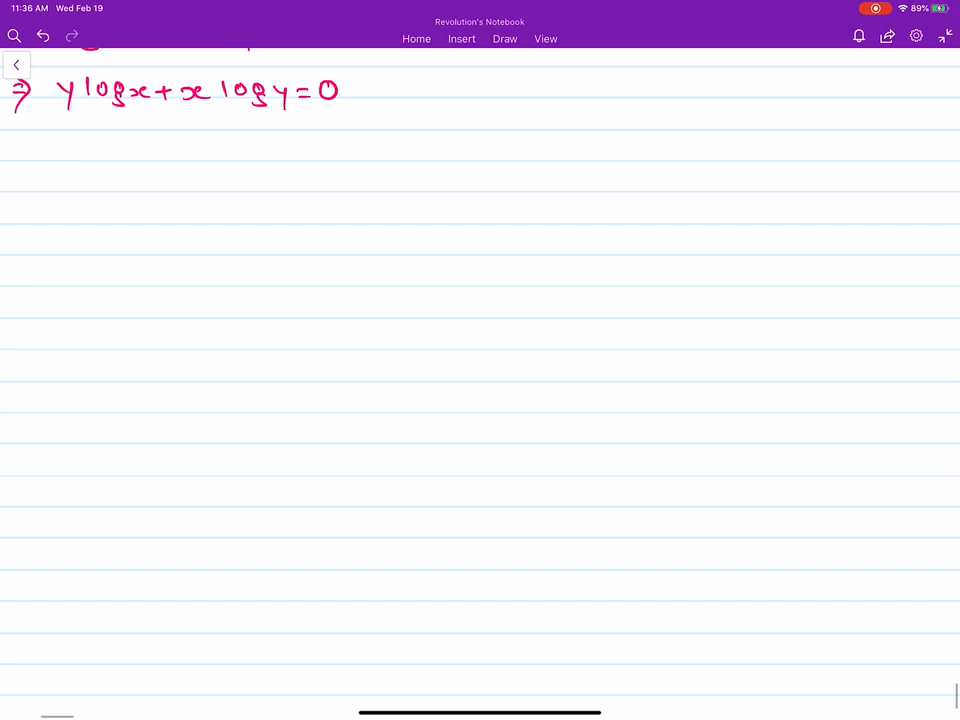 11:36 AM Wed Feb 19
89%
Revolution's Notebook
Home Insert Draw View
⇒ y log x + x log y = 0